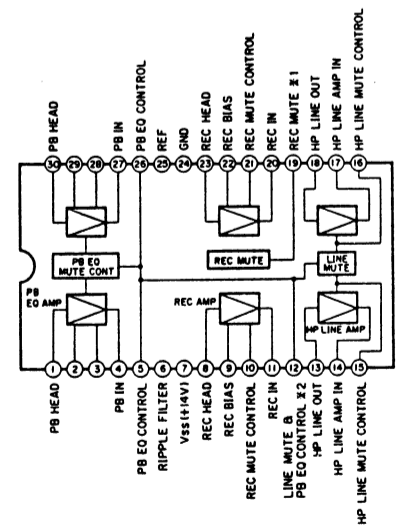 PB HEAD
PB IN
PB EQ CONTROL
REF
GND
REC HEAD
REC BIAS
REC MUTE CONTROL
REC IN
REC MUTE ※1
HP LINE OUT
HP LINE AMP IN
HP LINE MUTE CONTROL
30 29 28 27 26 25 24 23 22 21 20 19 18 17 16
PB EQ
MUTE CONT
REC MUTE
LINE
MUTE
PB
EQ AMP
REC AMP
HP LINE AMP
1 2 3 4 5 6 7 8 9 10 11 12 13 14 15
PB HEAD
PB IN
PB EQ CONTROL
RIPPLE FILTER
Vss(+14V)
REC HEAD
REC BIAS
REC MUTE CONTROL
REC IN
LINE MUTE &
PB EQ CONTROL ※2
HP LINE OUT
HP LINE AMP IN
HP LINE MUTE CONTROL